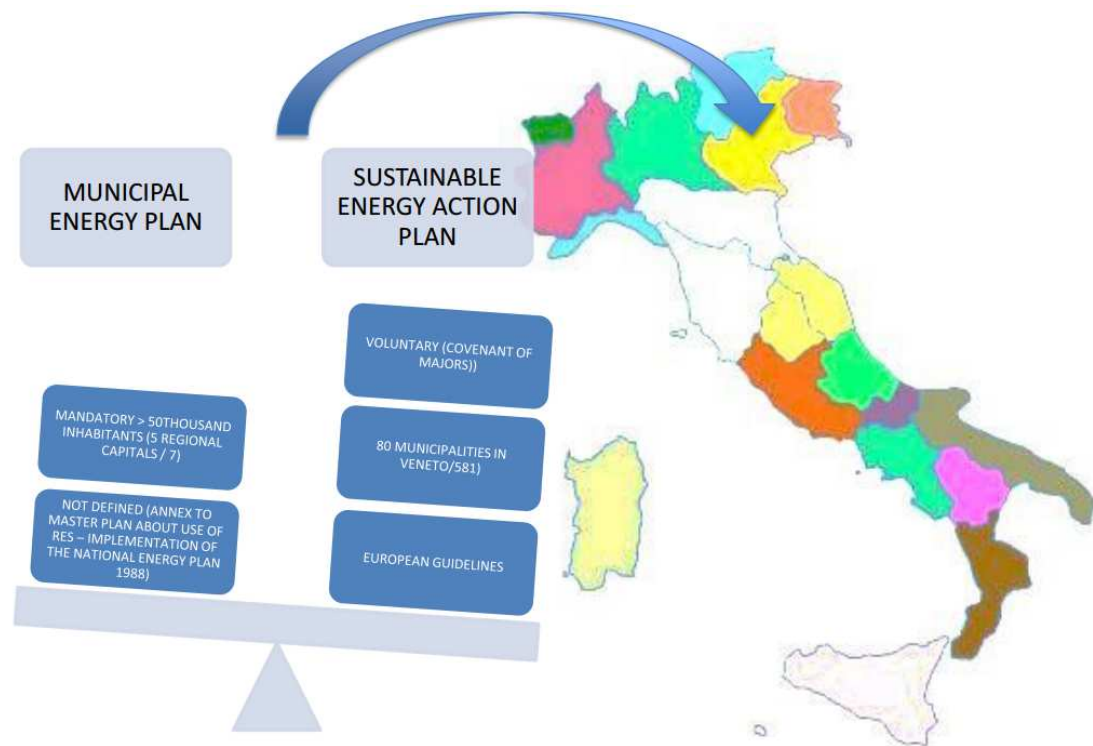 MUNICIPAL
ENERGY PLAN
SUSTAINABLE
ENERGY ACTION
PLAN
VOLUNTARY (COVENANT OF
MAJORS))
MANDATORY > 50THOUSAND
INHABITANTS (5 REGIONAL
CAPITALS / 7)
80 MUNICIPALITIES IN
VENETO/581)
NOT DEFINED (ANNEX TO
MASTER PLAN ABOUT USE OF
RES – IMPLEMENTATION OF
THE NATIONAL ENERGY PLAN
1988)
EUROPEAN GUIDELINES